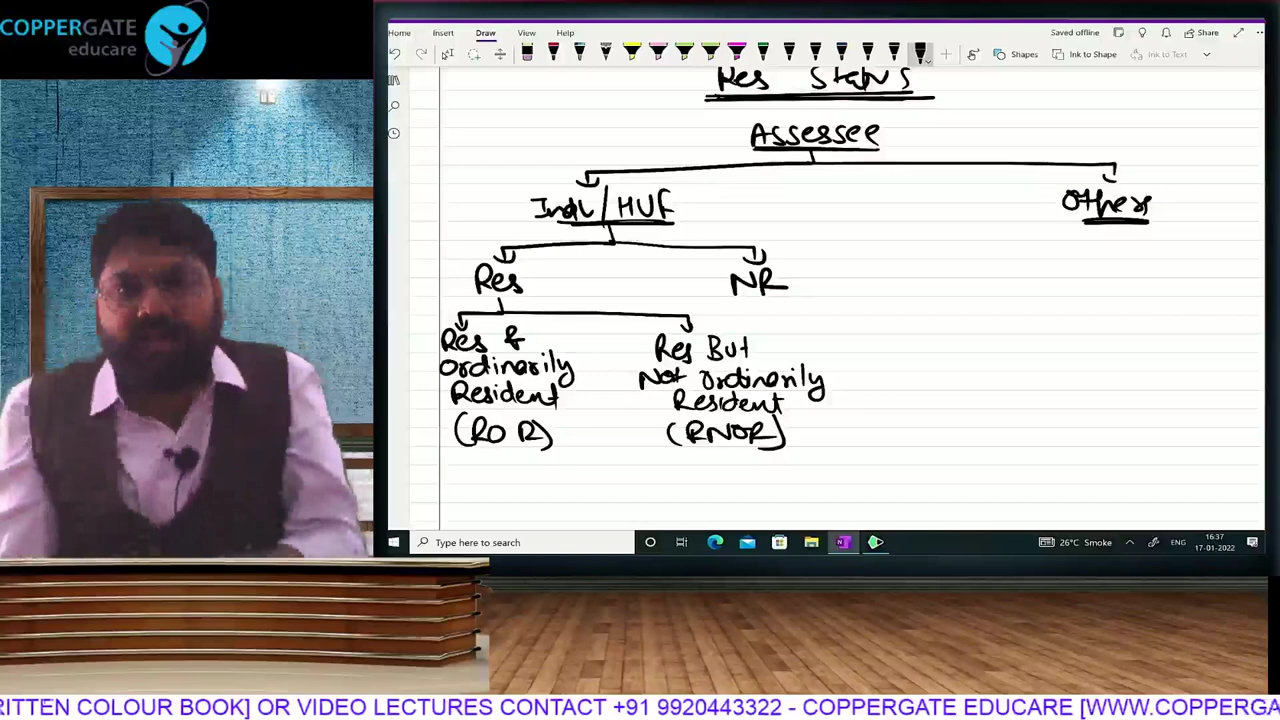 COPPERGATE
educare
Home Insert Draw View Help
Saved offline
Share
Shapes
Ink to Shape
Ink to Text
Res Status
Assessee
Indv / HUF
Others
Res
NR
Res &
ordinarily
Resident
(ROR)
Res But
Not ordinarily
Resident
(RNOR)
Type here to search
26°C Smoke
ENG
16:37
17-01-2022
RITTEN COLOUR BOOK] OR VIDEO LECTURES CONTACT +91 9920443322 - COPPERGATE EDUCARE [WWW.COPPERGA